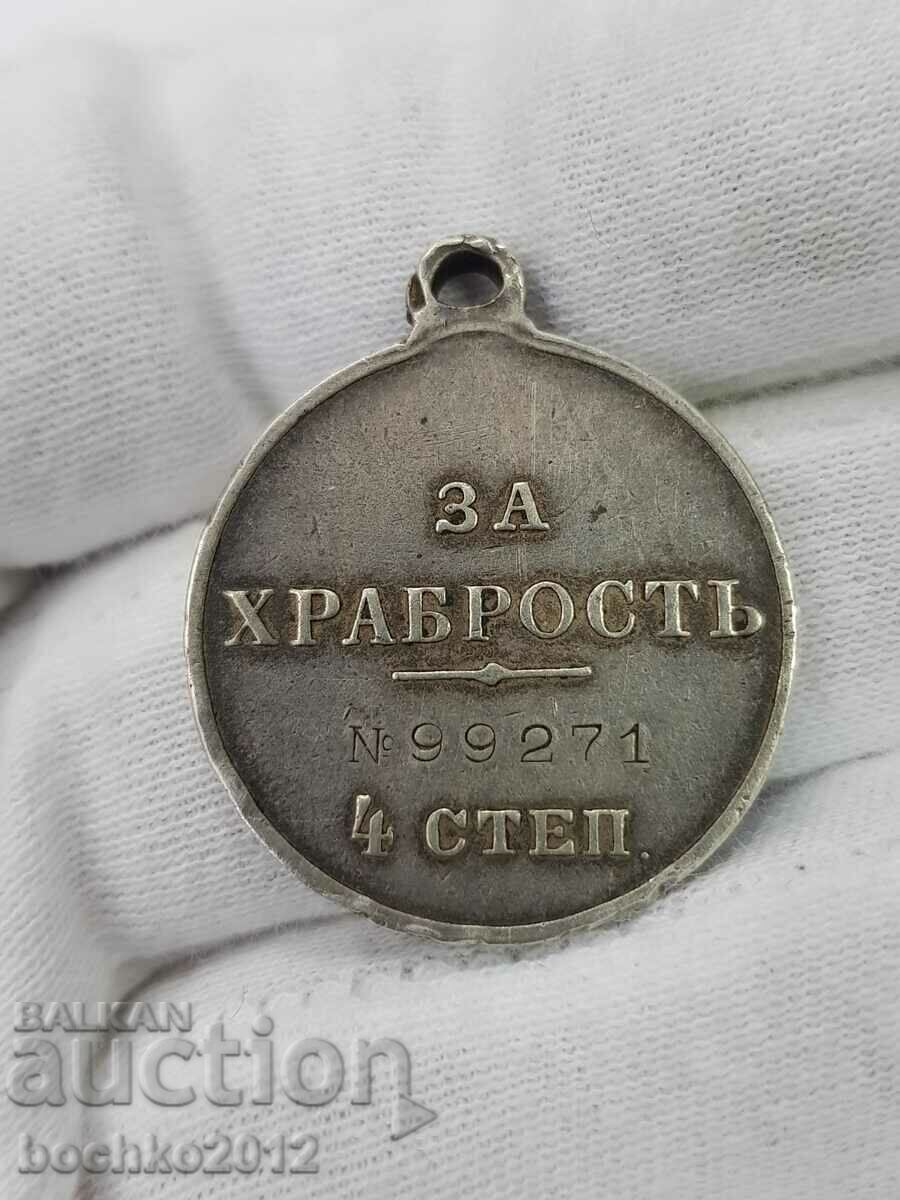 ЗА
ХРАБРОСТЬ
№ 99271
4 СТЕП.
BALKAN
auction
bochko2012